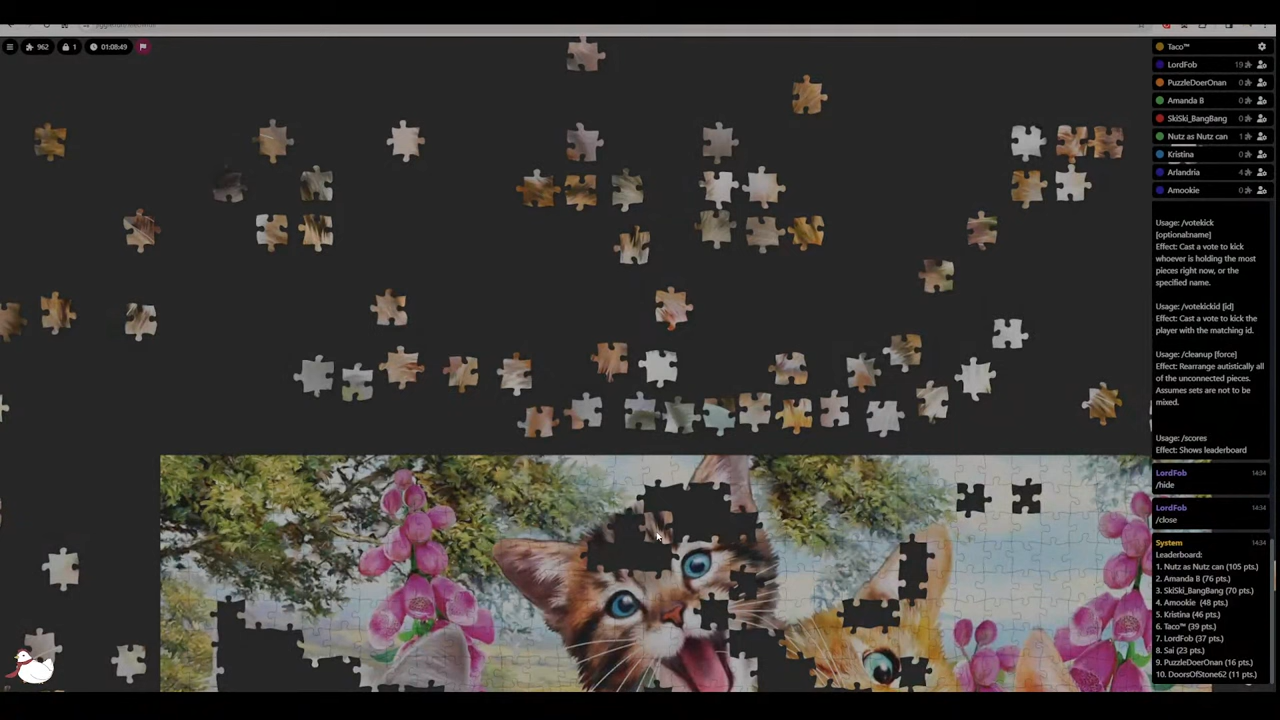 962
1
01:08:49
Taco™
LordFob 19
PuzzleDoerOnan 0
Amanda B 0
SkiSki_BangBang 0
Nutz as Nutz can 1
Kristina 0
Arlandria 4
Amookie 0
Usage: /votekick
[optional:name]
Effect: Cast a vote to kick
whoever is holding the most
pieces right now, or the
specified name.
Usage: /votekickid [id]
Effect: Cast a vote to kick the
player with the matching id.
Usage: /cleanup [force]
Effect: Rearrange autistically all
of the unconnected pieces.
Assumes sets are not to be
mixed.
Usage: /scores
Effect: Shows leaderboard
LordFob 14:34
/hide
LordFob 14:34
/close
System 14:34
Leaderboard:
1. Nutz as Nutz can (105 pts.)
2. Amanda B (76 pts.)
3. SkiSki_BangBang (70 pts.)
4. Amookie (48 pts.)
5. Kristina (46 pts.)
6. Taco™ (39 pts.)
7. LordFob (37 pts.)
8. Sai (23 pts.)
9. PuzzleDoerOnan (16 pts.)
10. DoorsOfStone62 (11 pts.)